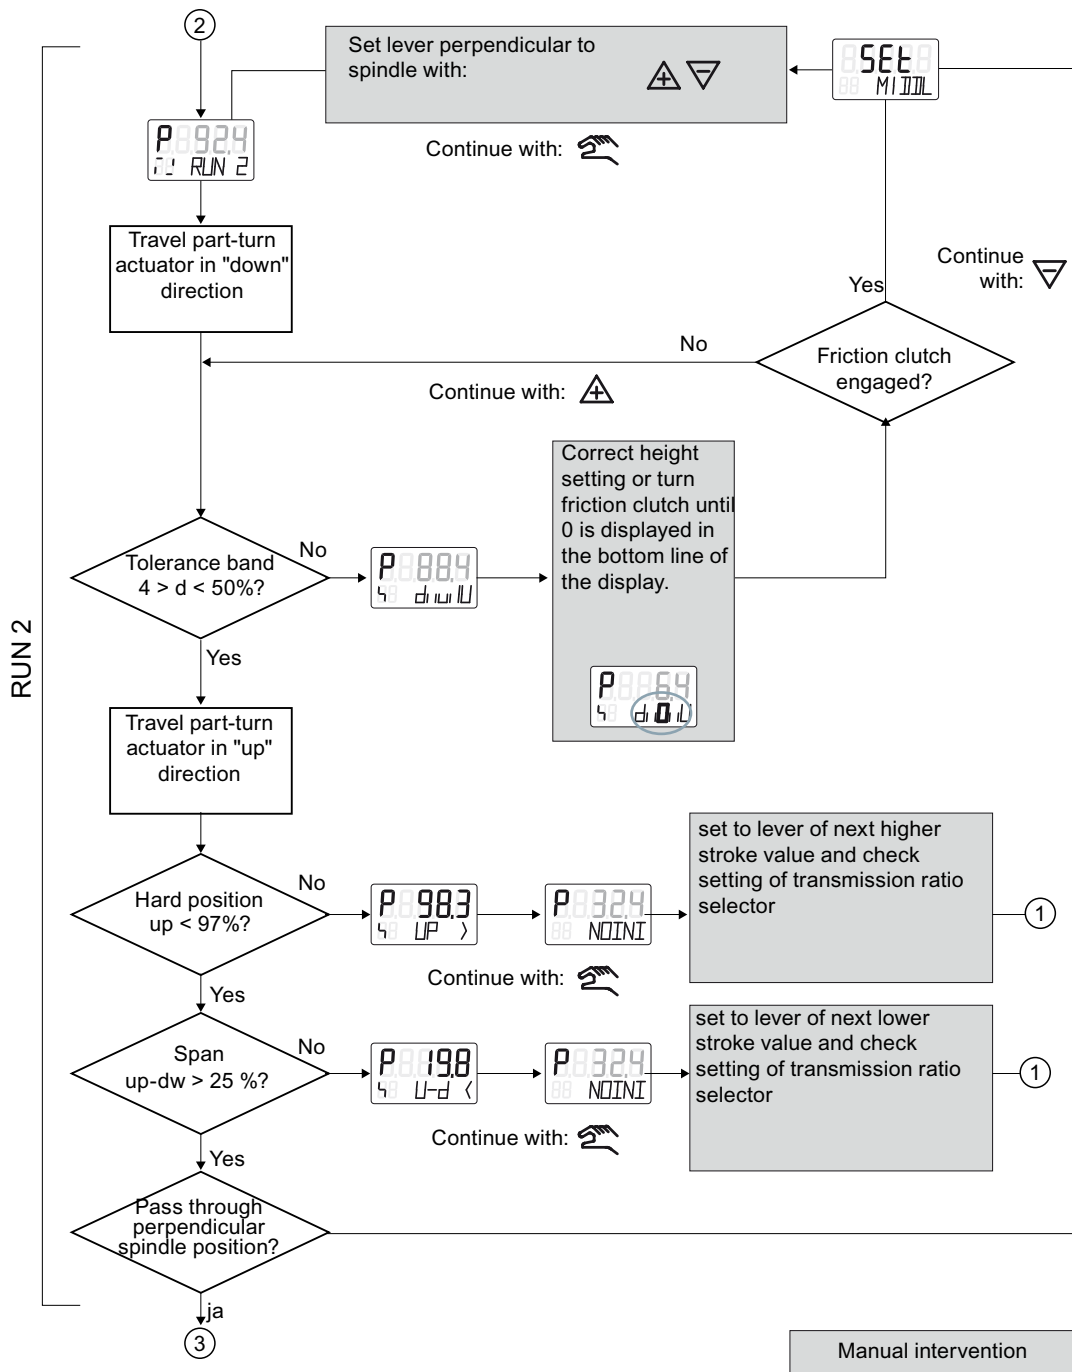 2
Set lever perpendicular to
spindle with:
SEt
MIDDL
Continue with:
P 92.4
RUN 2
Travel part-turn
actuator in "down"
direction
Continue
with:
Yes
No
Friction clutch
engaged?
Continue with:
Correct height
setting or turn
friction clutch until
0 is displayed in
the bottom line of
the display.
Tolerance band
4 > d < 50%?
No
P 88.4
Yes
RUN 2
P 6.4
Travel part-turn
actuator in "up"
direction
Hard position
up < 97%?
No
P 98.3
UP >
P 32.4
NOINI
set to lever of next higher
stroke value and check
setting of transmission ratio
selector
1
Continue with:
Yes
Span
up-dw > 25 %?
No
P 19.8
U-d <
P 32.4
NOINI
set to lever of next lower
stroke value and check
setting of transmission ratio
selector
1
Continue with:
Yes
Pass through
perpendicular
spindle position?
ja
3
Manual intervention